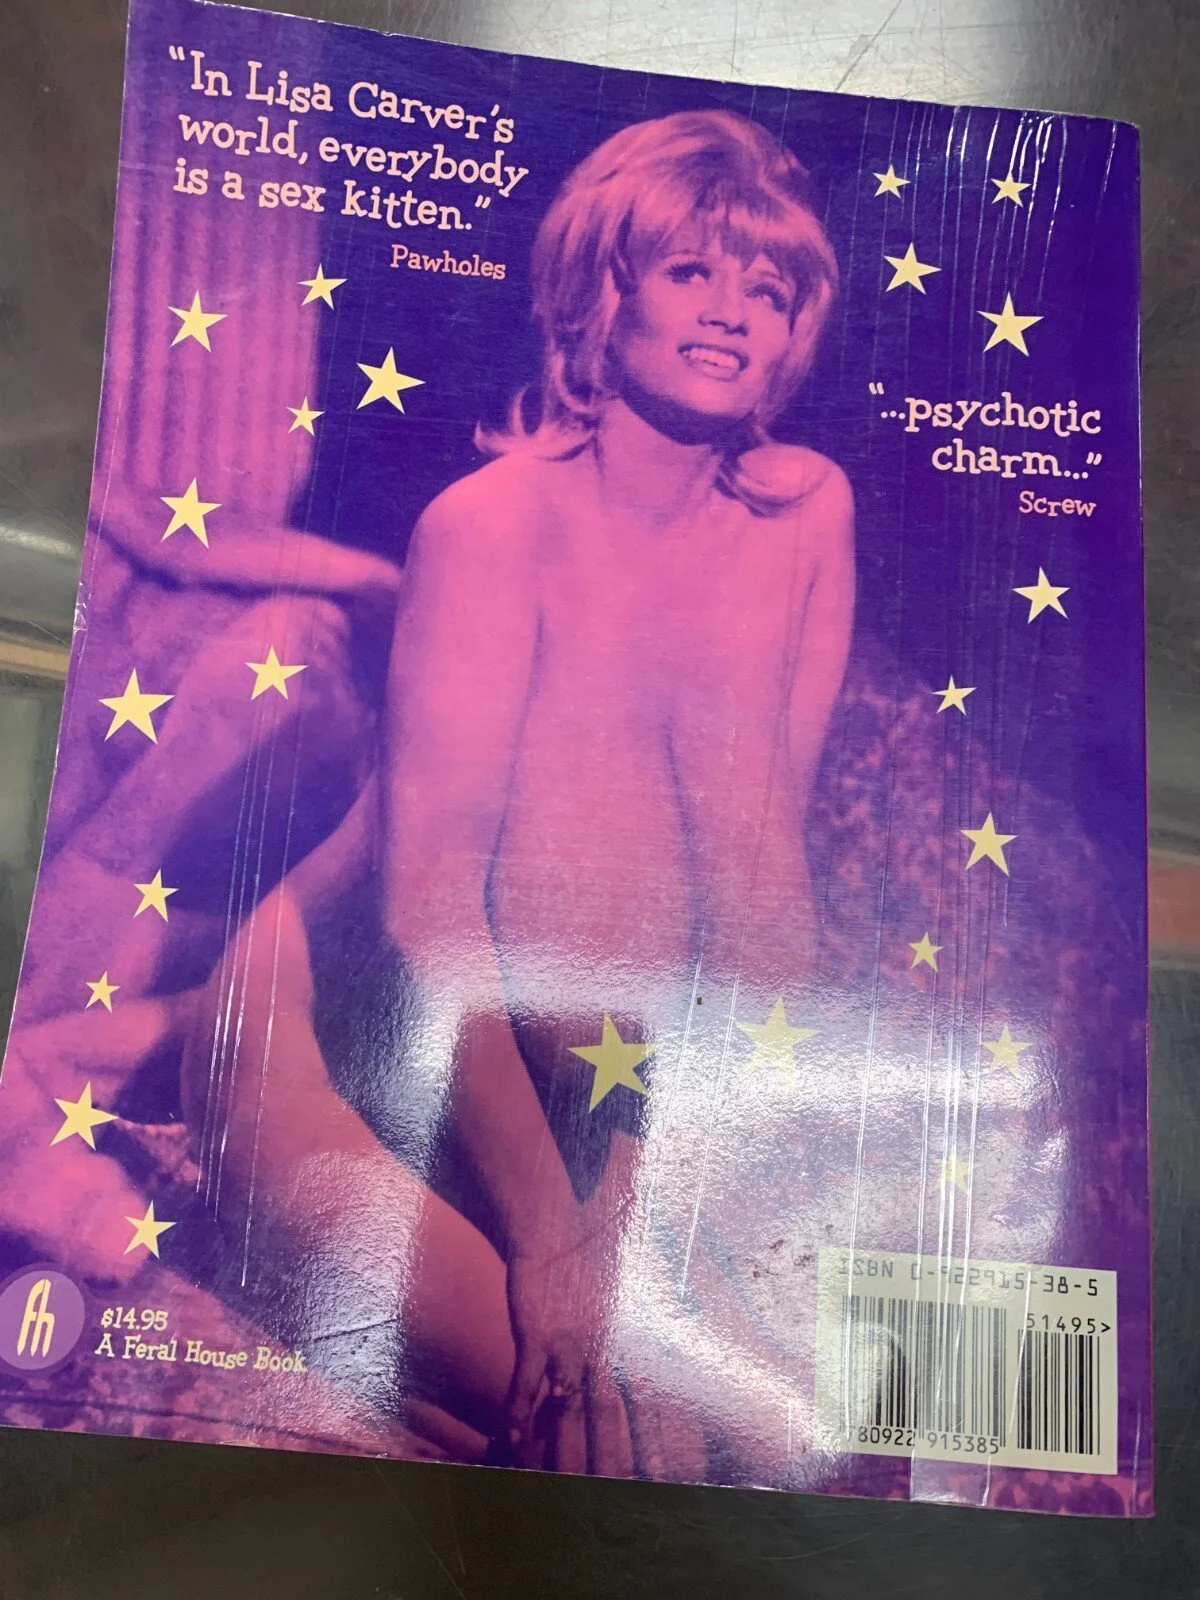 "In Lisa Carver's
world, everybody
is a sex kitten."
Pawholes
"...psychotic
charm..."
Screw
fh
$14.95
A Feral House Book
ISBN 0-922915-38-5
51495>
780922 915385